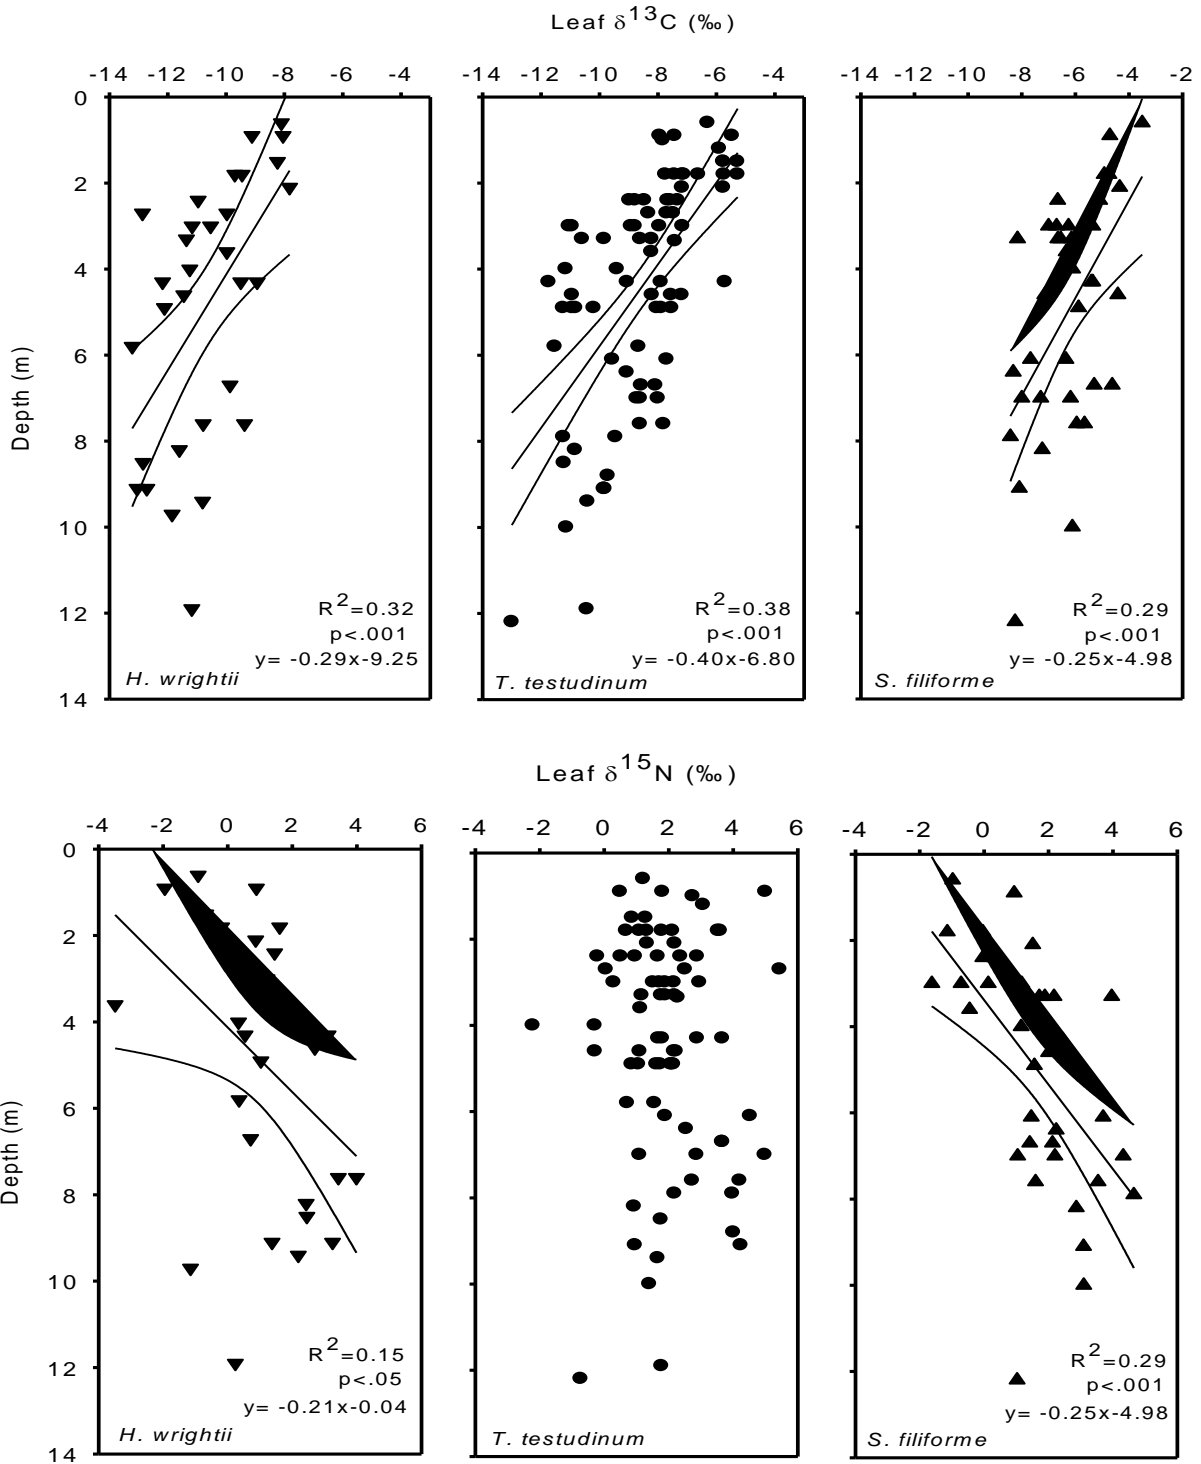 Leaf δ13C (‰)
-14 -12 -10 -8 -6 -4
-14 -12 -10 -8 -6 -4
-14 -12 -10 -8 -6 -4 -2
0
2
4
6
8
10
12
14
Depth (m)
R2=0.32
p<.001
y= -0.29x-9.25
H. wrightii
R2=0.38
p<.001
y= -0.40x-6.80
T. testudinum
R2=0.29
p<.001
y= -0.25x-4.98
S. filiforme
Leaf δ15N (‰)
-4 -2 0 2 4 6
-4 -2 0 2 4 6
-4 -2 0 2 4 6
0
2
4
6
8
10
12
14
Depth (m)
R2=0.15
p<.05
y= -0.21x-0.04
H. wrightii
T. testudinum
R2=0.29
p<.001
y= -0.25x-4.98
S. filiforme